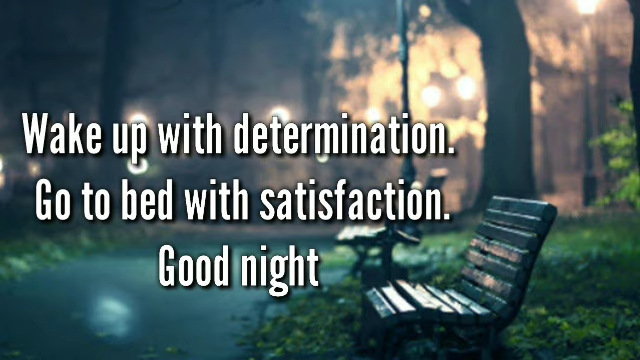 Wake up with determination.
Go to bed with satisfaction.
Good night